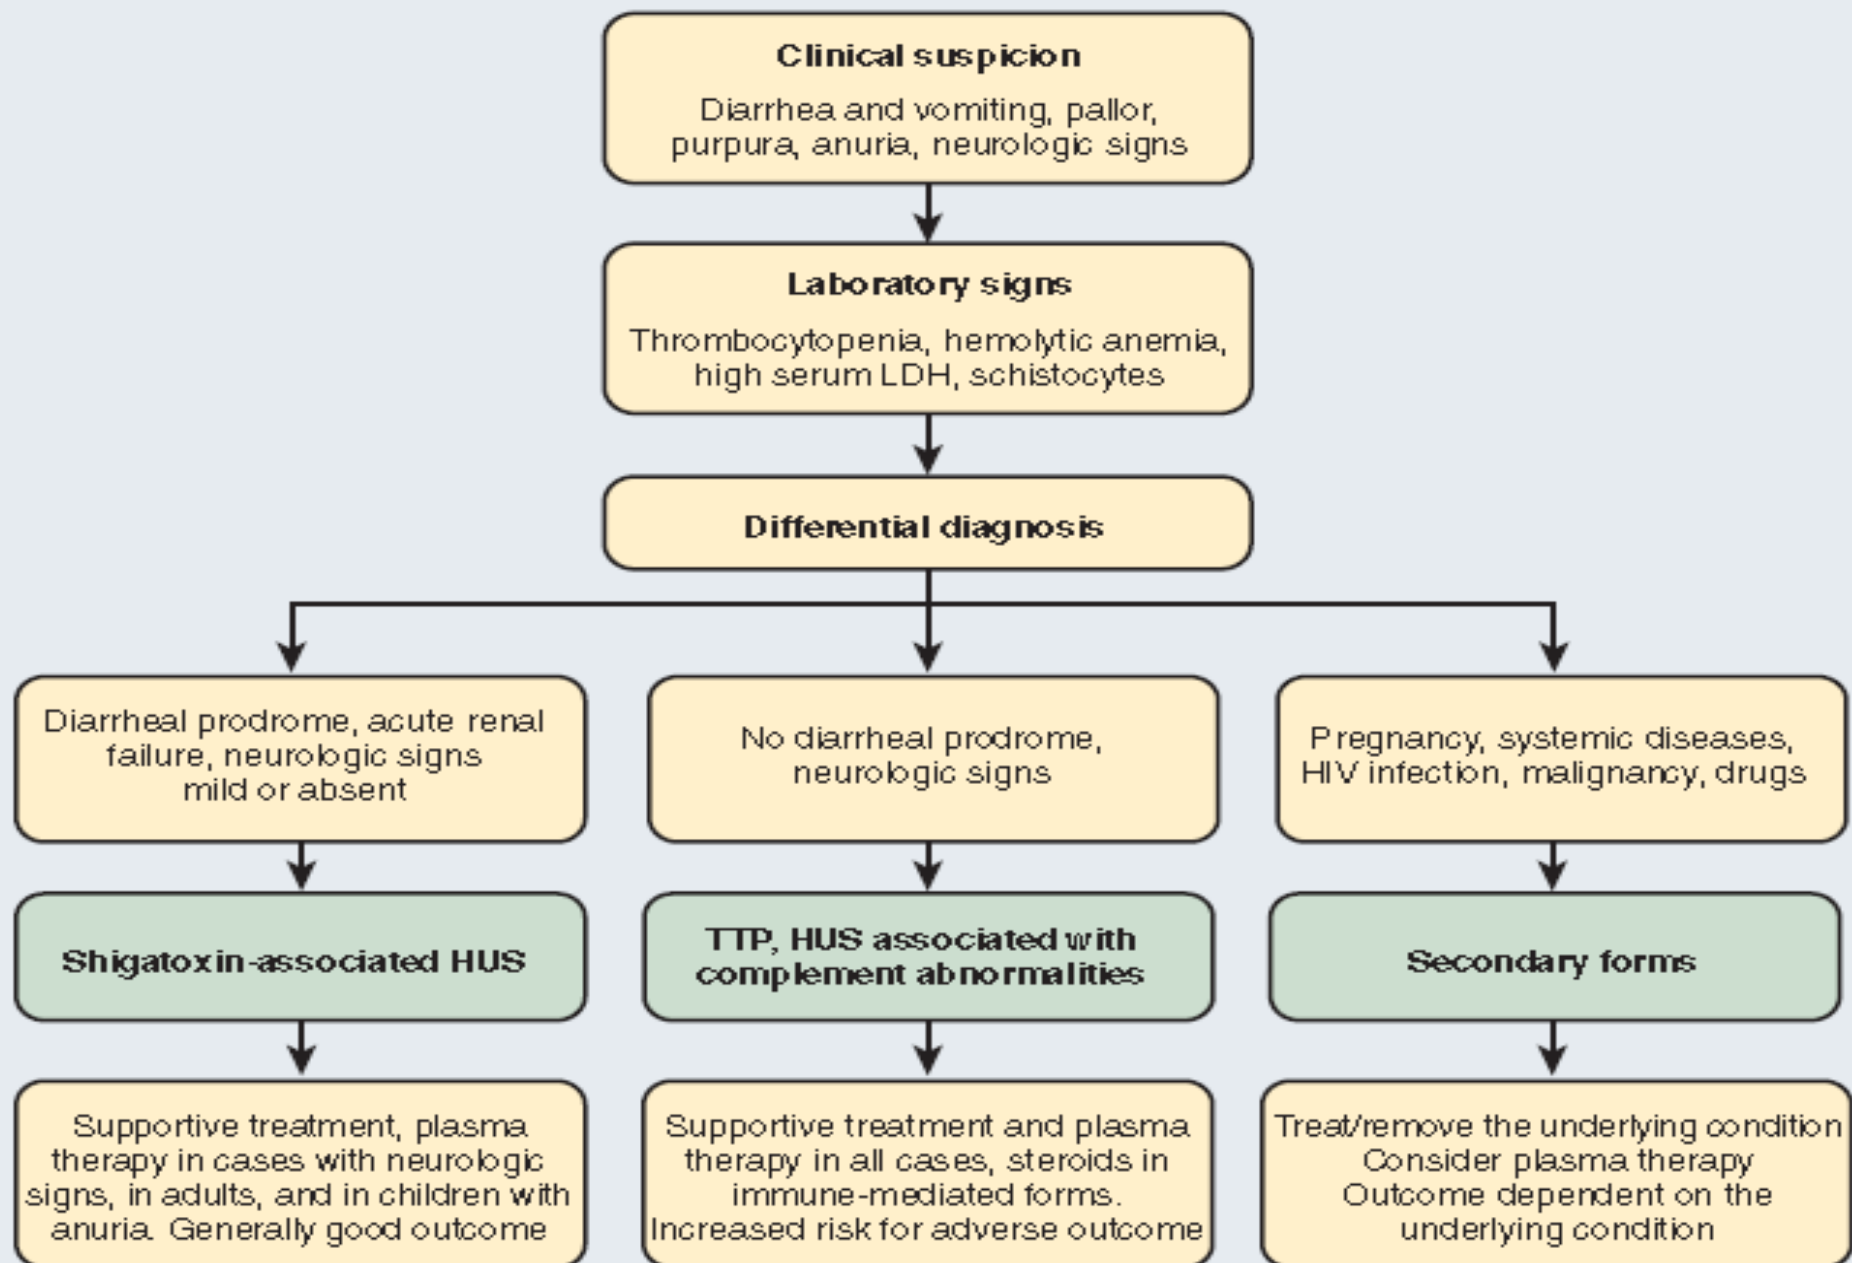 Clinical suspicion
Diarrhea and vomiting, pallor,
purpura, anuria, neurologic signs
Laboratory signs
Thrombocytopenia, hemolytic anemia,
high serum LDH, schistocytes
Differential diagnosis
Diarrheal prodrome, acute renal
failure, neurologic signs
mild or absent
No diarrheal prodrome,
neurologic signs
Pregnancy, systemic diseases,
HIV infection, malignancy, drugs
Shigatoxin-associated HUS
TTP, HUS associated with
complement abnormalities
Secondary forms
Supportive treatment, plasma
therapy in cases with neurologic
signs, in adults, and in children with
anuria. Generally good outcome
Supportive treatment and plasma
therapy in all cases, steroids in
immune-mediated forms.
Increased risk for adverse outcome
Treat/remove the underlying condition
Consider plasma therapy
Outcome dependent on the
underlying condition